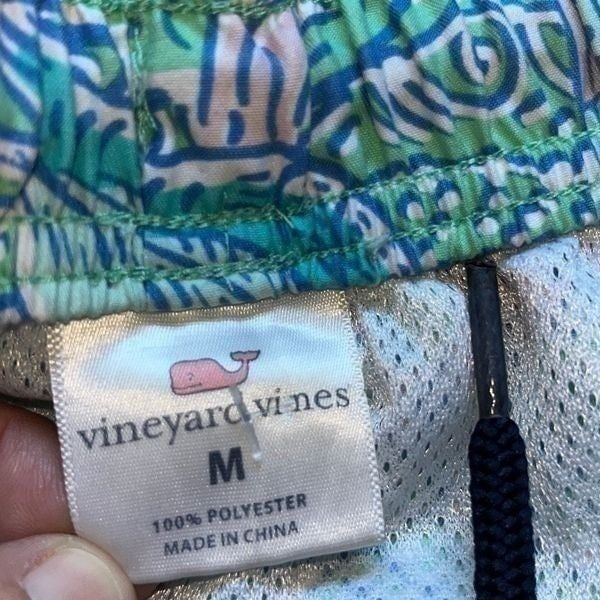 vineyard vines
M
100% POLYESTER
MADE IN CHINA